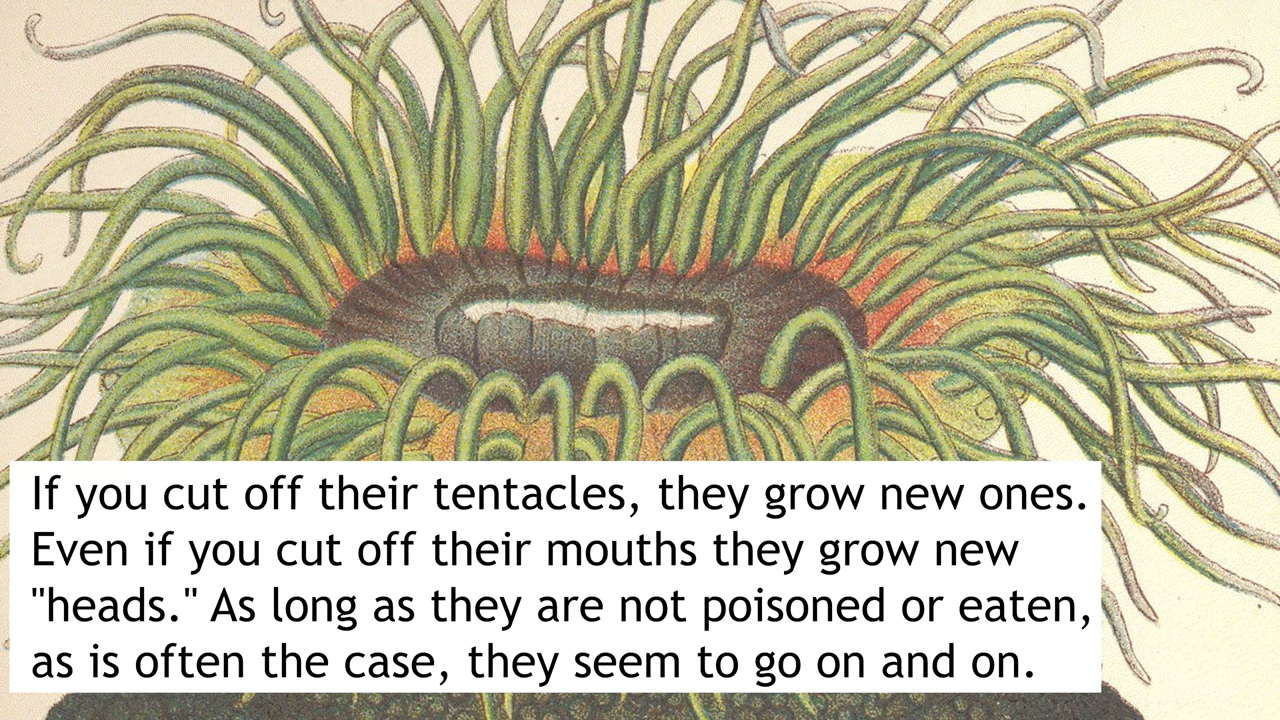 If you cut off their tentacles, they grow new ones.
Even if you cut off their mouths they grow new
"heads." As long as they are not poisoned or eaten,
as is often the case, they seem to go on and on.